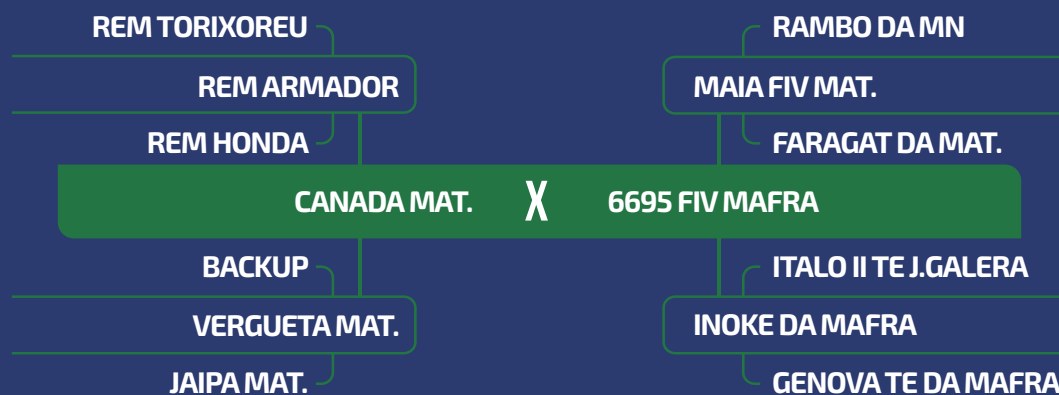 REM TORIXOREU
RAMBO DA MN
REM ARMADOR
MAIA FIV MAT.
REM HONDA
FARAGAT DA MAT.
CANADA MAT. X 6695 FIV MAFRA
BACKUP
ITALO II TE J.GALERA
VERGUETA MAT.
INOKE DA MAFRA
JAIPA MAT.
GENOVA TE DA MAFRA